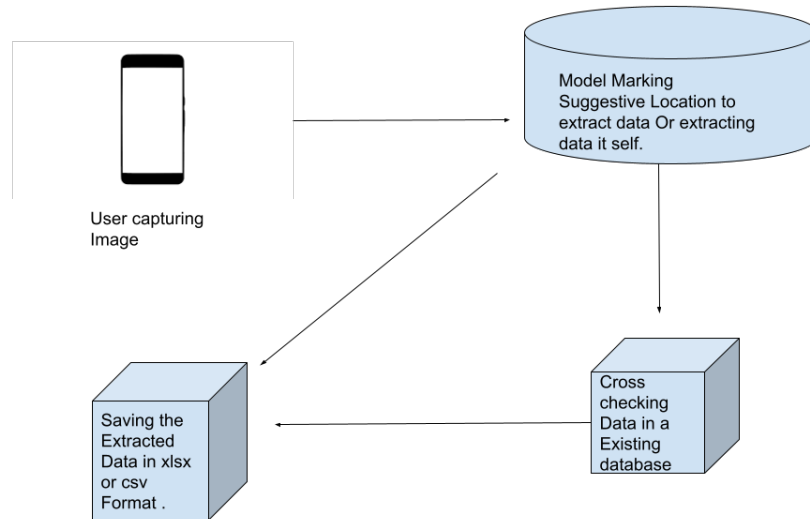 User capturing
Image
Model Marking
Suggestive Location to
extract data Or extracting
data it self.
Saving the
Extracted
Data in xlsx
or csv
Format .
Cross
checking
Data in a
Existing
database